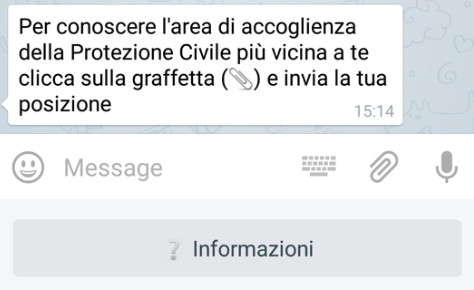 Per conoscere l'area di accoglienza
della Protezione Civile più vicina a te
clicca sulla graffetta (📎) e invia la tua
posizione
15:14
Message
❔ Informazioni